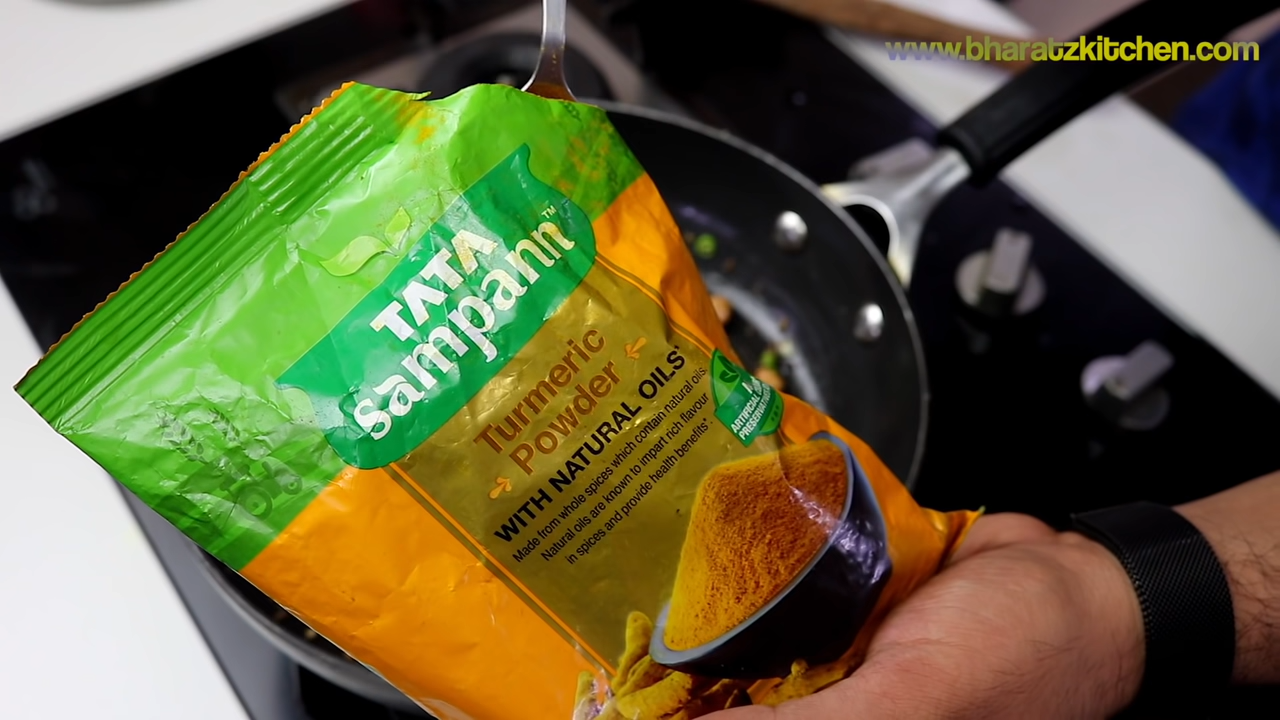 www.bharatzkitchen.com
TATA
sampann™
Turmeric
Powder
WITH NATURAL OILS*
Made from whole spices which contain natural oils.
Natural oils are known to impart rich flavour
in spices and provide health benefits*.
ARTIFICIAL
PRESERVATIVES